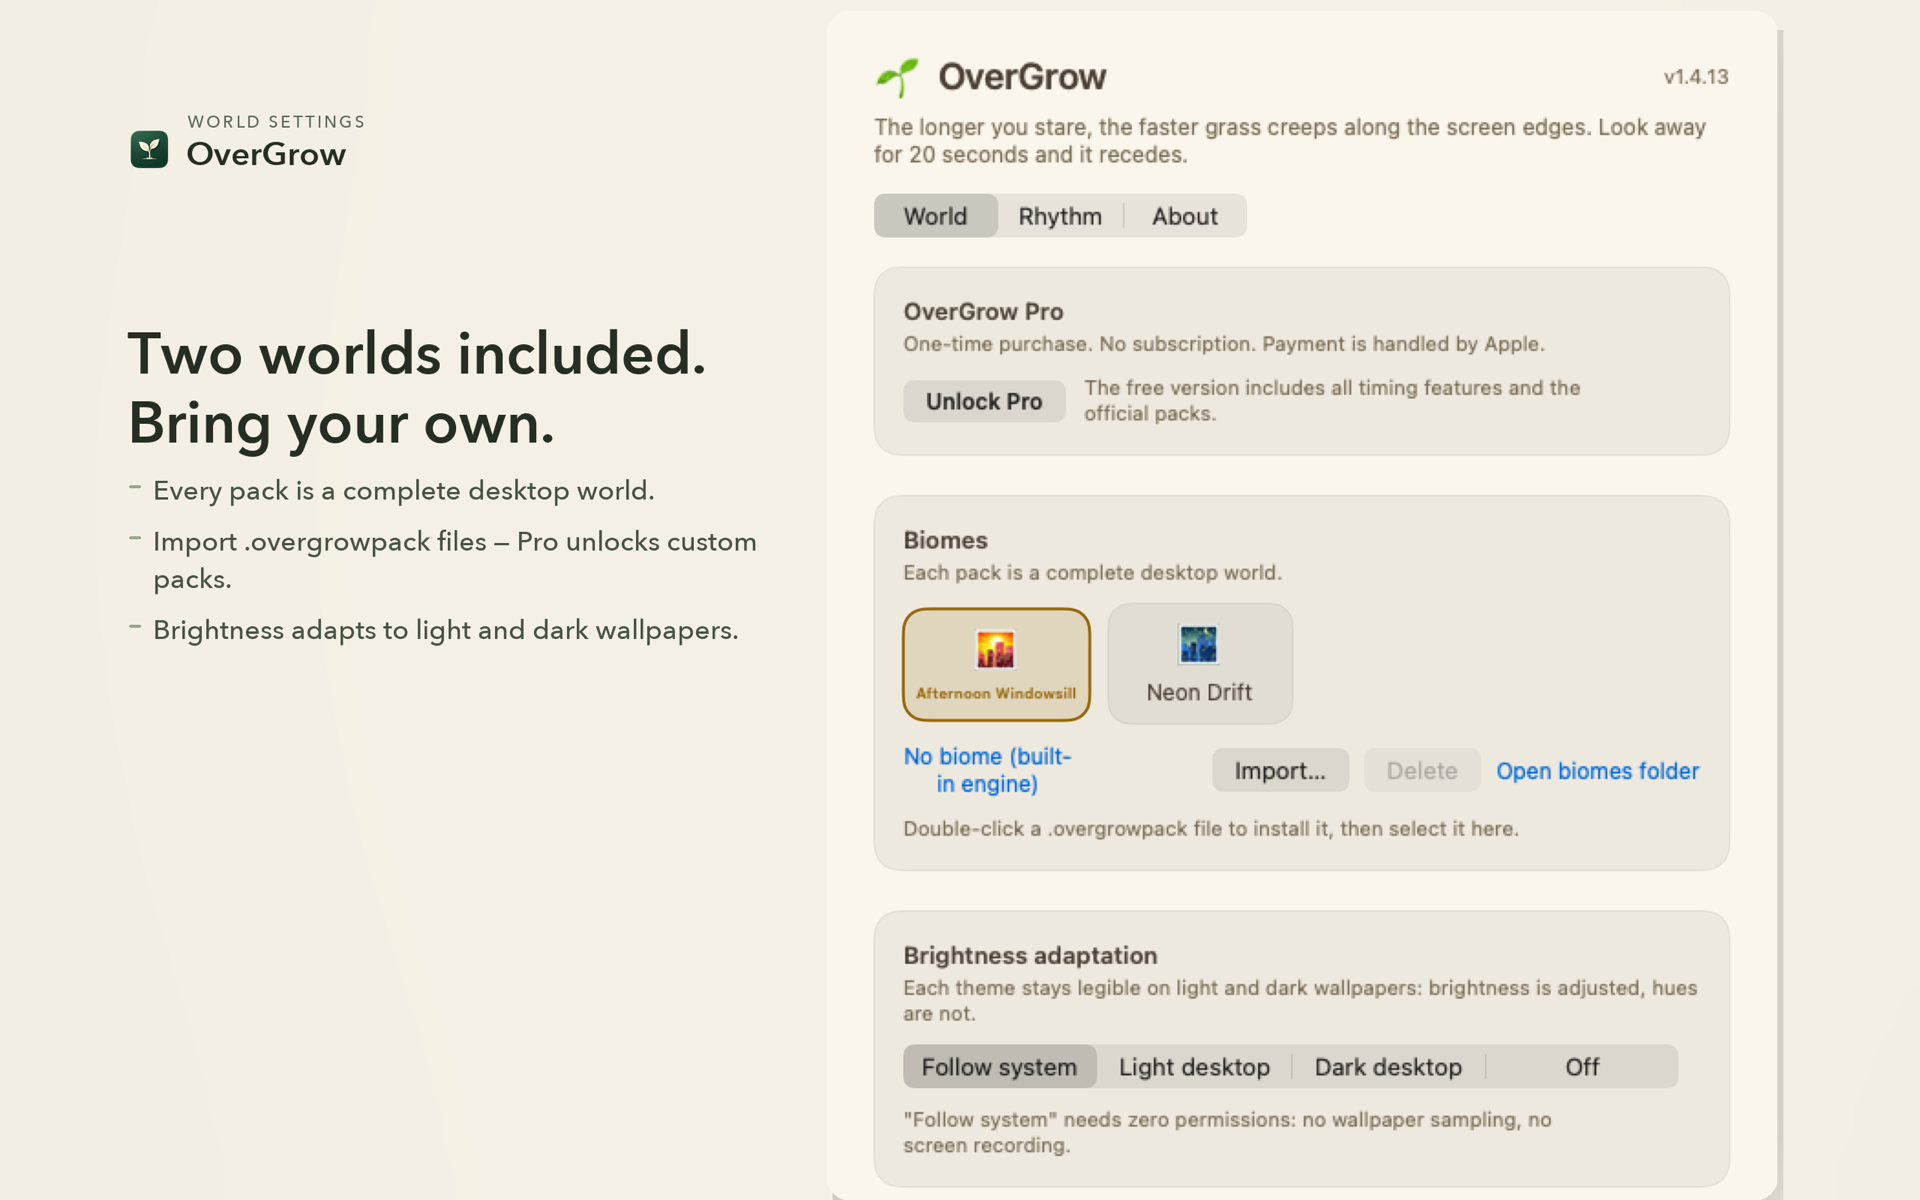 WORLD SETTINGS
OverGrow
Two worlds included.
Bring your own.
– Every pack is a complete desktop world.
– Import .overgrowpack files – Pro unlocks custom
packs.
– Brightness adapts to light and dark wallpapers.
OverGrow
v1.4.13
The longer you stare, the faster grass creeps along the screen edges. Look away
for 20 seconds and it recedes.
World Rhythm About
OverGrow Pro
One-time purchase. No subscription. Payment is handled by Apple.
Unlock Pro
The free version includes all timing features and the
official packs.
Biomes
Each pack is a complete desktop world.
Afternoon Windowsill
Neon Drift
No biome (built-
in engine)
Import...
Delete
Open biomes folder
Double-click a .overgrowpack file to install it, then select it here.
Brightness adaptation
Each theme stays legible on light and dark wallpapers: brightness is adjusted, hues
are not.
Follow system Light desktop Dark desktop Off
"Follow system" needs zero permissions: no wallpaper sampling, no
screen recording.